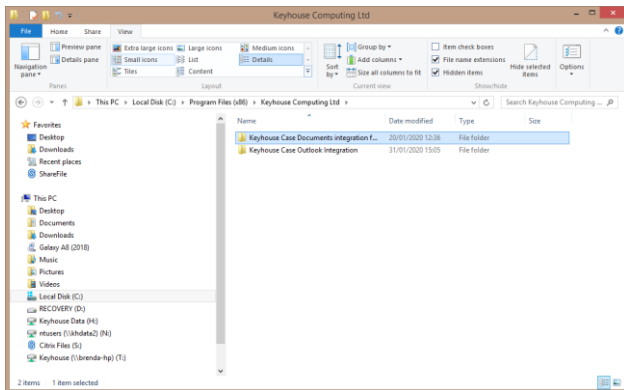 Keyhouse Computing Ltd
File Home Share View
Navigation pane
Preview pane
Details pane
Panes
Extra large icons Large icons Medium icons
Small icons List Details
Tiles Content
Layout
Sort by
Group by
Add columns
Size all columns to fit
Current view
Item check boxes
File name extensions
Hidden items
Hide selected items
Show/hide
Options
This PC Local Disk (C:) Program Files (x86) Keyhouse Computing Ltd
Search Keyhouse Computing ...
Favorites
Desktop
Downloads
Recent places
ShareFile
This PC
Desktop
Documents
Downloads
Galaxy A8 (2018)
Music
Pictures
Videos
Local Disk (C:)
RECOVERY (D:)
Keyhouse Data (H:)
ntusers (\\khdata2) (N:)
Citrix Files (S:)
Keyhouse (\\brenda-hp) (T:)
Name Date modified Type Size
Keyhouse Case Documents integration f... 20/01/2020 12:36 File folder
Keyhouse Case Outlook Integration 31/01/2020 15:05 File folder
2 items 1 item selected